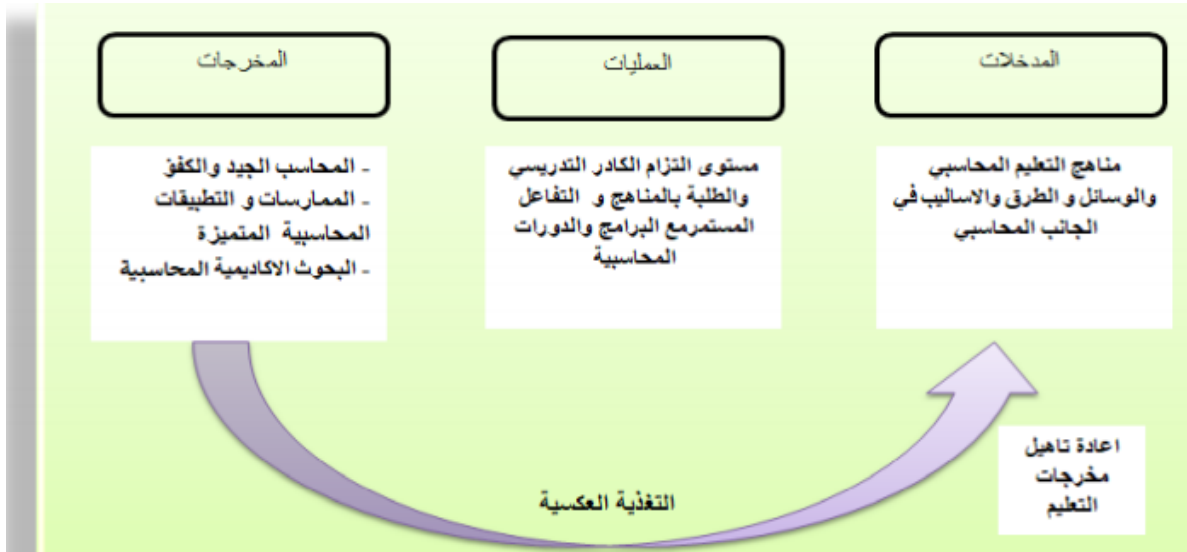 المدخلات
العمليات
المخرجات
مناهج التعليم المحاسبي
والوسائل و الطرق والاساليب في
الجانب المحاسبي
مستوى التزام الكادر التدريسي
والطلبة بالمناهج و التفاعل
المستمرمع البرامج والدورات
المحاسبية
- المحاسب الجيد والكفؤ
- الممارسات و التطبيقات
المحاسبية المتميزة
- البحوث الاكاديمية المحاسبية
اعادة تاهيل
مخرجات
التعليم
التغذية العكسية